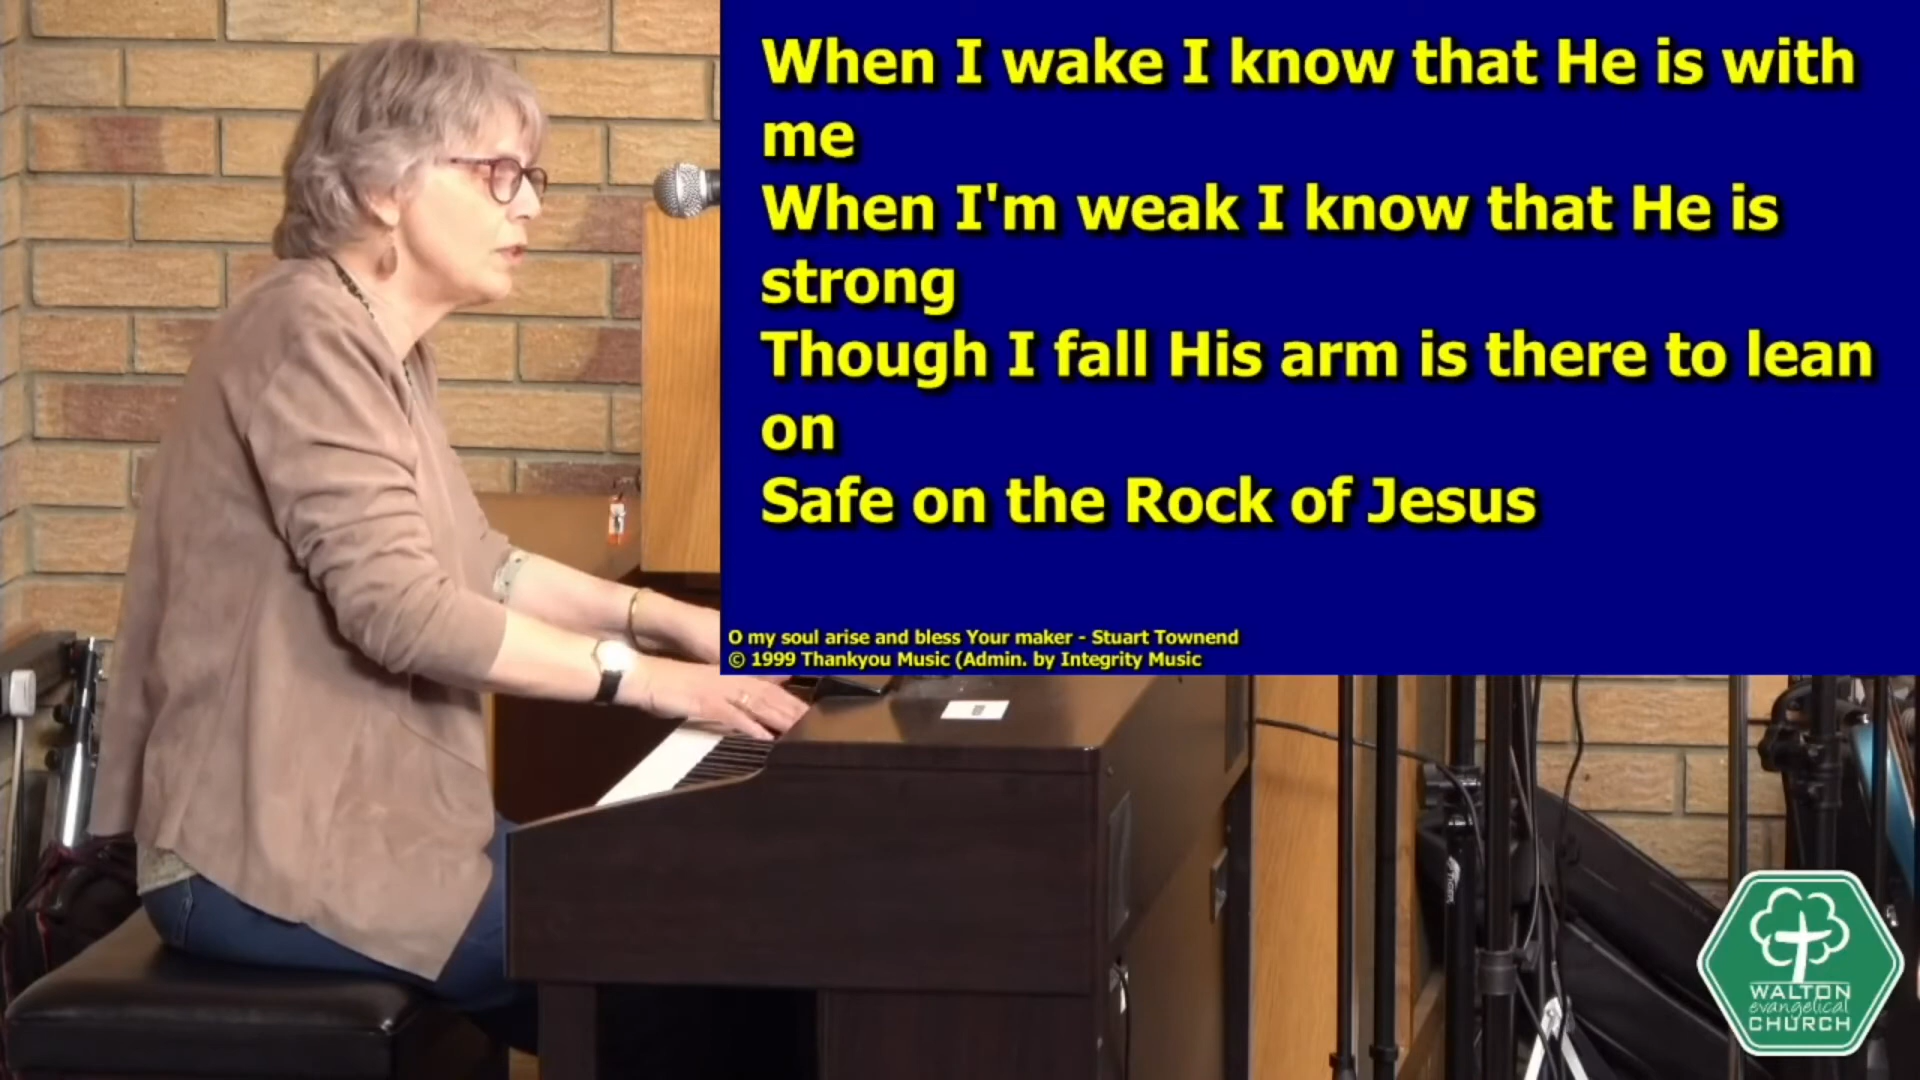 When I wake I know that He is with
me
When I'm weak I know that He is
strong
Though I fall His arm is there to lean
on
Safe on the Rock of Jesus
O my soul arise and bless Your maker - Stuart Townend
© 1999 Thankyou Music (Admin. by Integrity Music
WALTON
evangelical
CHURCH